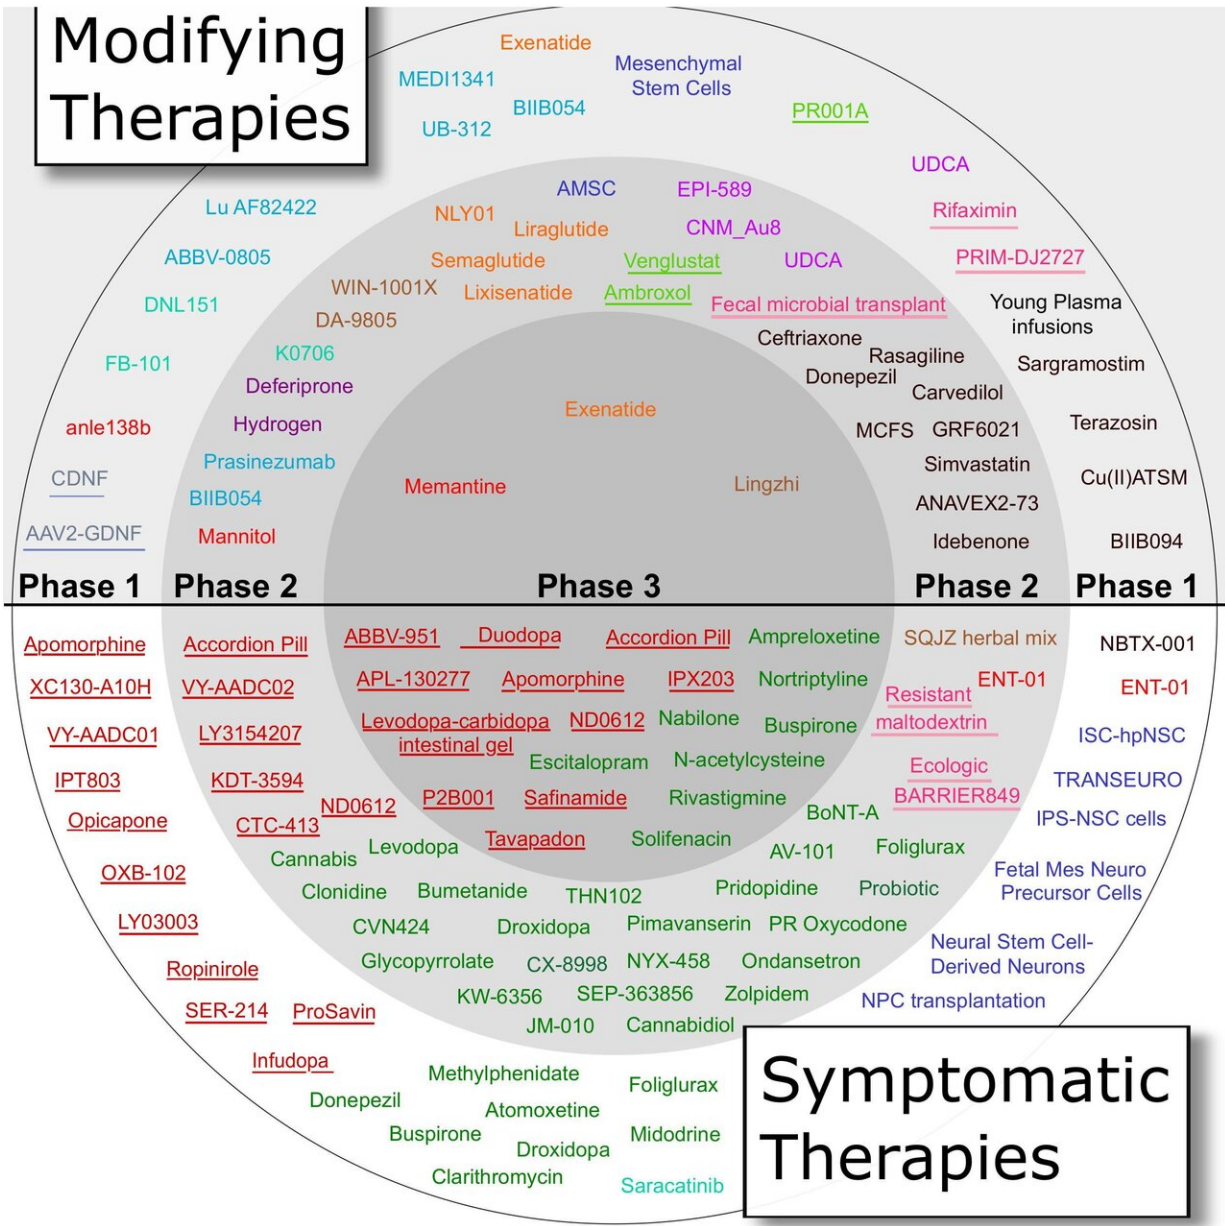 Modifying
Therapies
Exenatide
MEDI1341
Mesenchymal
Stem Cells
BIIB054
UB-312
PR001A
UDCA
Rifaximin
PRIM-DJ2727
Young Plasma
infusions
Sargramostim
Terazosin
Cu(II)ATSM
BIIB094
Lu AF82422
ABBV-0805
DNL151
FB-101
anle138b
CDNF
AAV2-GDNF
AMSC
EPI-589
NLY01
Liraglutide
CNM_Au8
Semaglutide
Venglustat
UDCA
WIN-1001X
Lixisenatide
Ambroxol
Fecal microbial transplant
DA-9805
K0706
Deferiprone
Hydrogen
Prasinezumab
BIIB054
Mannitol
Ceftriaxone
Rasagiline
Donepezil
Carvedilol
MCFS
GRF6021
Simvastatin
ANAVEX2-73
Idebenone
Exenatide
Memantine
Lingzhi
Phase 1
Phase 2
Phase 3
Phase 2
Phase 1
Apomorphine
XC130-A10H
VY-AADC01
IPT803
Opicapone
OXB-102
LY03003
Ropinirole
SER-214
ProSavin
Infudopa
Accordion Pill
VY-AADC02
LY3154207
KDT-3594
ND0612
CTC-413
ABBV-951
Duodopa
Accordion Pill
Ampreloxetine
APL-130277
Apomorphine
IPX203
Nortriptyline
Levodopa-carbidopa
intestinal gel
ND0612
Nabilone
Buspirone
Escitalopram
N-acetylcysteine
P2B001
Safinamide
Rivastigmine
Tavapadon
Solifenacin
SQJZ herbal mix
ENT-01
Resistant
maltodextrin
Ecologic
BARRIER849
BoNT-A
AV-101
Foliglurax
Cannabis
Levodopa
Clonidine
Bumetanide
THN102
Pridopidine
Probiotic
CVN424
Droxidopa
Pimavanserin
PR Oxycodone
Glycopyrrolate
CX-8998
NYX-458
Ondansetron
KW-6356
SEP-363856
Zolpidem
JM-010
Cannabidiol
NBTX-001
ENT-01
ISC-hpNSC
TRANSEURO
IPS-NSC cells
Fetal Mes Neuro
Precursor Cells
Neural Stem Cell-
Derived Neurons
NPC transplantation
Methylphenidate
Foliglurax
Donepezil
Atomoxetine
Buspirone
Midodrine
Droxidopa
Clarithromycin
Saracatinib
Symptomatic
Therapies